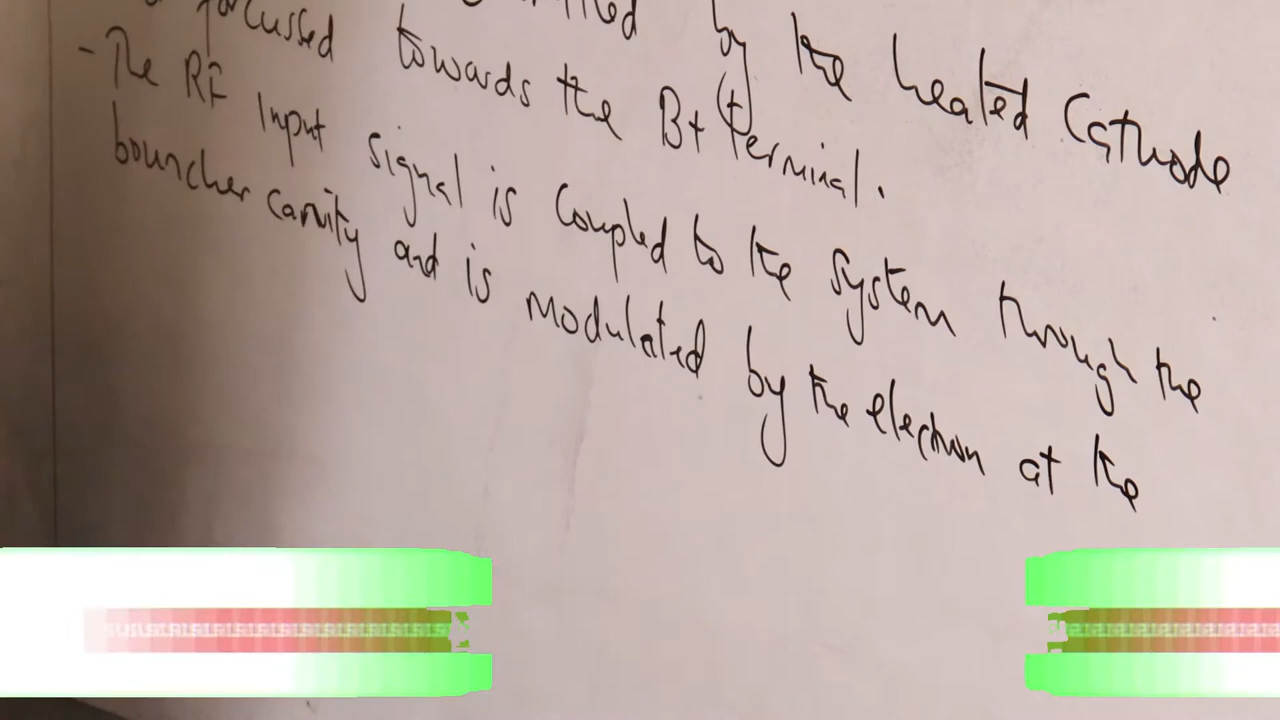 by the heated Cathode
focussed towards the B+ terminal.
- The RF Input signal is coupled to the system through the
bouncher cavity and is modulated by the electron at the